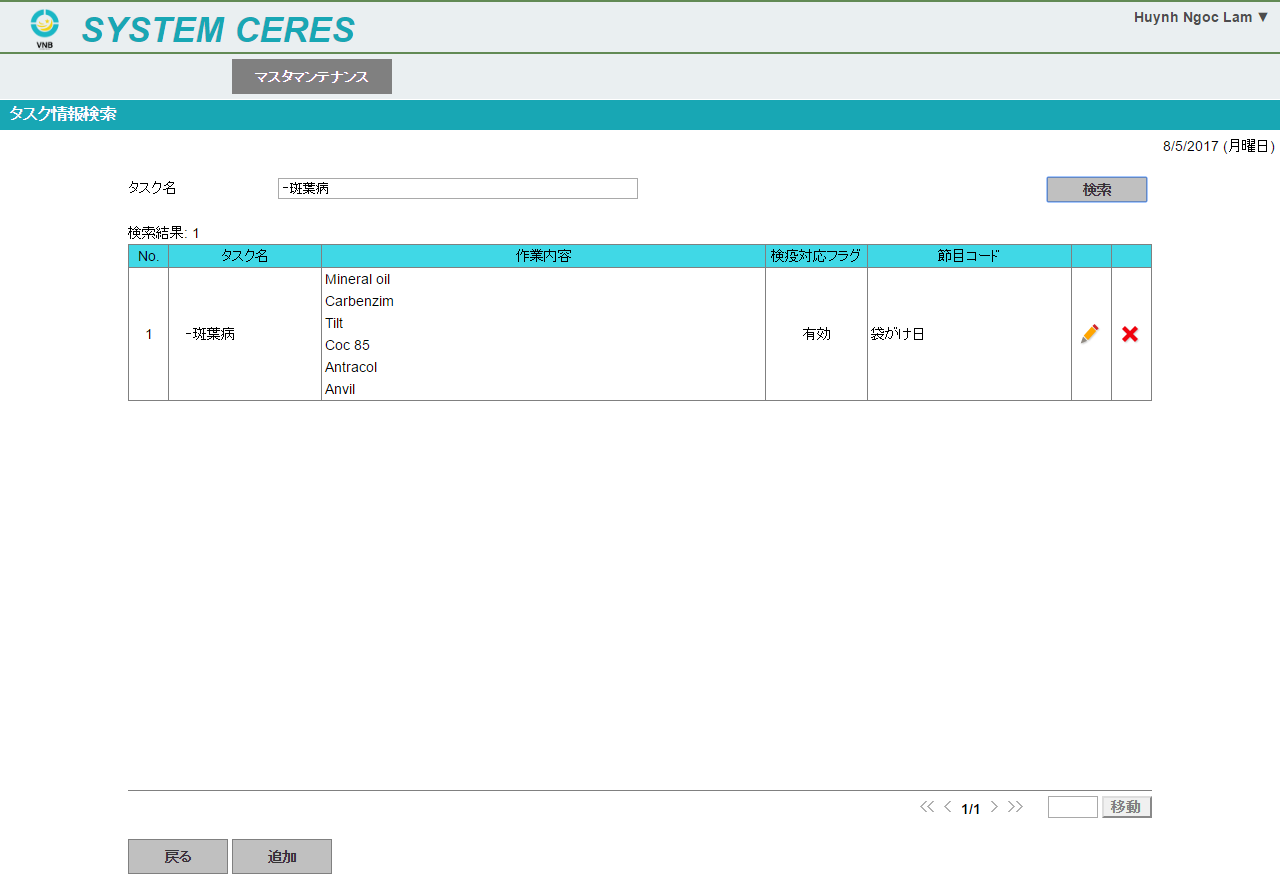 VNB
SYSTEM CERES
Huynh Ngoc Lam ▼
マスタマンテナンス
タスク情報検索
8/5/2017 (月曜日)
タスク名
-斑葉病
検索
検索結果: 1
No. タスク名 作業内容 検疫対応フラグ 節目コード
Mineral oil
Carbenzim
Tilt
1 -斑葉病 有効 袋がけ日
Coc 85
Antracol
Anvil
<< < 1/1 > >> 移動
戻る 追加